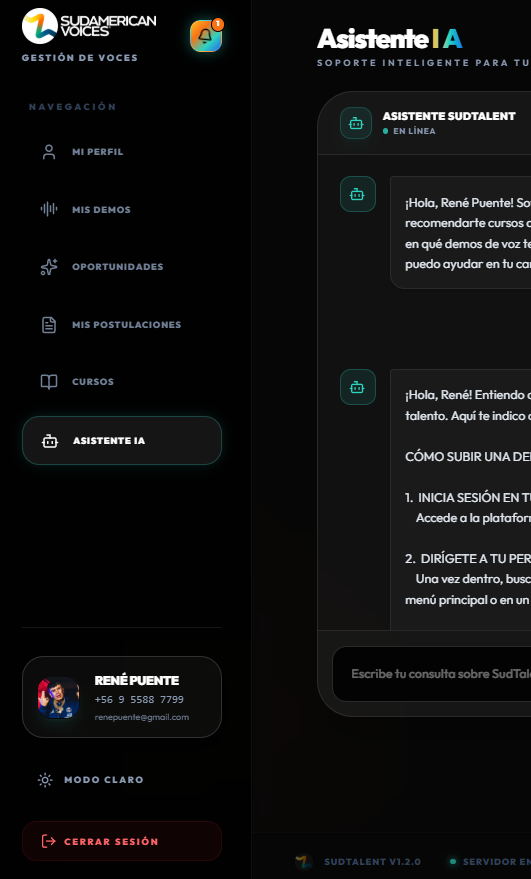 SUDAMERICAN
VOICES
1
GESTIÓN DE VOCES
NAVEGACIÓN
MI PERFIL
MIS DEMOS
OPORTUNIDADES
MIS POSTULACIONES
CURSOS
ASISTENTE IA
RENÉ PUENTE
+56 9 5588 7799
renepuente@gmail.com
MODO CLARO
CERRAR SESIÓN
Asistente IA
SOPORTE INTELIGENTE PARA TU
ASISTENTE SUDTALENT
EN LÍNEA
¡Hola, René Puente! So
recomendarte cursos
en qué demos de voz te
puedo ayudar en tu car
¡Hola, René! Entiendo
talento. Aquí te indico
CÓMO SUBIR UNA DE
1. INICIA SESIÓN EN T
Accede a la platafor
2. DIRÍGETE A TU PER
Una vez dentro, busc
menú principal o en un
Escribe tu consulta sobre SudTale
SUDTALENT V1.2.0
SERVIDOR EN